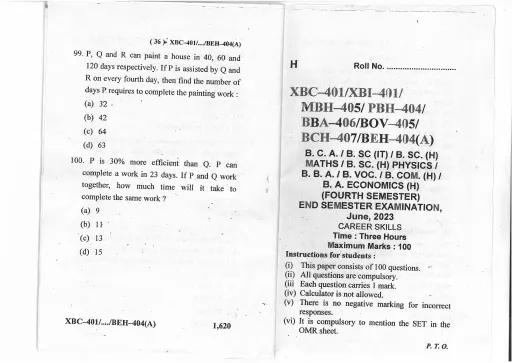 ( 36 ) XBC-401/..../BEH-404(A)
99. P, Q and R can paint a house in 40, 60 and
120 days respectively. If P is assisted by Q and
R on every fourth day, then find the number of
days P requires to complete the painting work :
(a) 32
(b) 42
(c) 64
(d) 63
100. P is 30% more efficient than Q. P can
complete a work in 23 days. If P and Q work
together, how much time will it take to
complete the same work ?
(a) 9
(b) 11
(c) 13
(d) 15
XBC-401/..../BEH-404(A) 1,620
H Roll No. ..............................
XBC-401/XBI-401/
MBH-405/ PBH-404/
BBA-406/BOV-405/
BCH-407/BEH-404(A)
B. C. A. / B. SC (IT) / B. SC. (H)
MATHS / B. SC. (H) PHYSICS /
B. B. A. / B. VOC. / B. COM. (H) /
B. A. ECONOMICS (H)
(FOURTH SEMESTER)
END SEMESTER EXAMINATION,
June, 2023
CAREER SKILLS
Time : Three Hours
Maximum Marks : 100
Instructions for students :
(i) This paper consists of 100 questions.
(ii) All questions are compulsory.
(iii Each question carries 1 mark.
(iv) Calculator is not allowed.
(v) There is no negative marking for incorrect
responses.
(vi) It is compulsory to mention the SET in the
OMR sheet.
P. T. O.